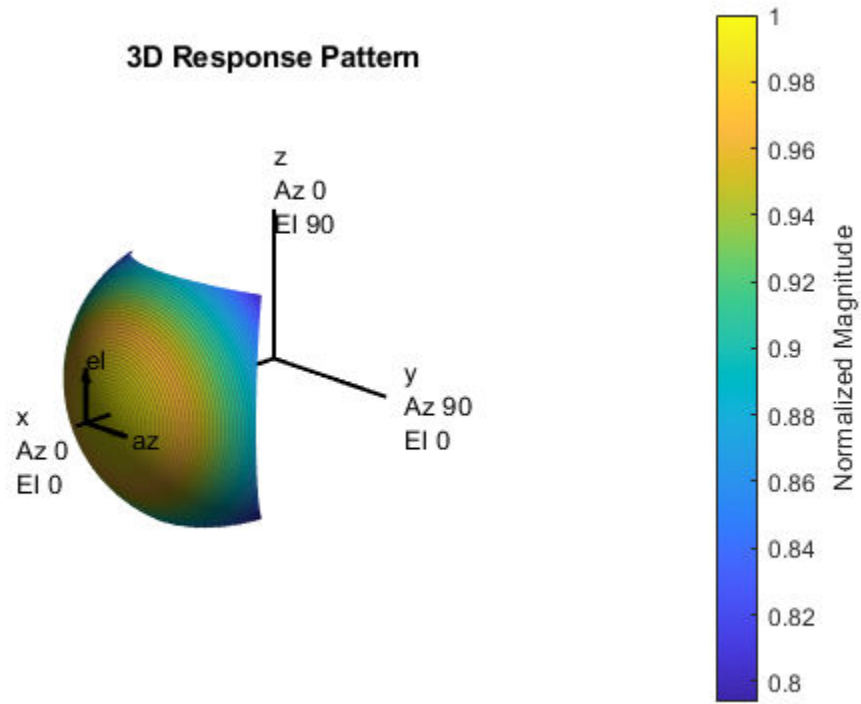 3D Response Pattern
z
Az 0
El 90
el
az
x
Az 0
El 0
y
Az 90
El 0
1
0.98
0.96
0.94
0.92
0.9
0.88
0.86
0.84
0.82
0.8
Normalized Magnitude